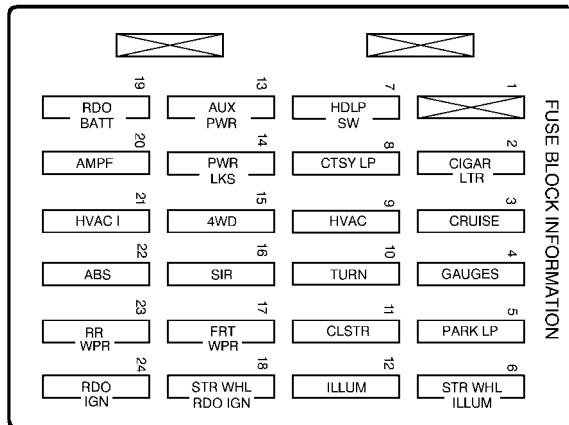 19 13 7 1
RDO BATT AUX PWR HDLP SW
20 14 8 2
AMPF PWR LKS CTSY LP CIGAR LTR
21 15 9 3
HVAC I 4WD HVAC CRUISE
22 16 10 4
ABS SIR TURN GAUGES
23 17 11 5
RR WPR FRT WPR CLSTR PARK LP
24 18 12 6
RDO IGN STR WHL RDO IGN ILLUM STR WHL ILLUM
FUSE BLOCK INFORMATION